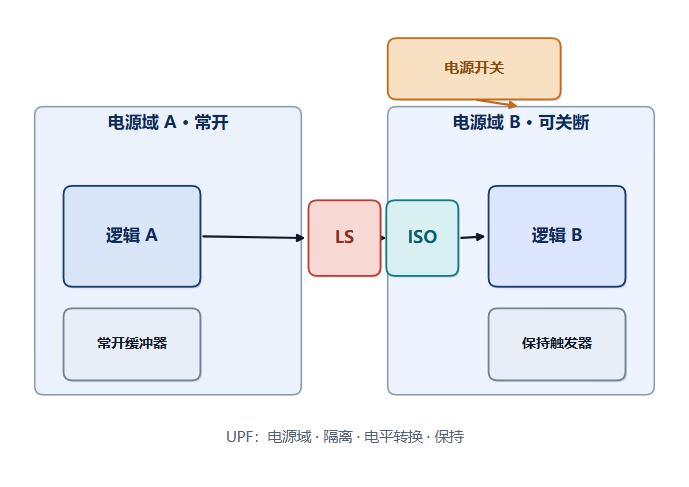 电源开关
电源域 A · 常开
电源域 B · 可关断
逻辑 A
LS
ISO
逻辑 B
常开缓冲器
保持触发器
UPF：电源域 · 隔离 · 电平转换 · 保持